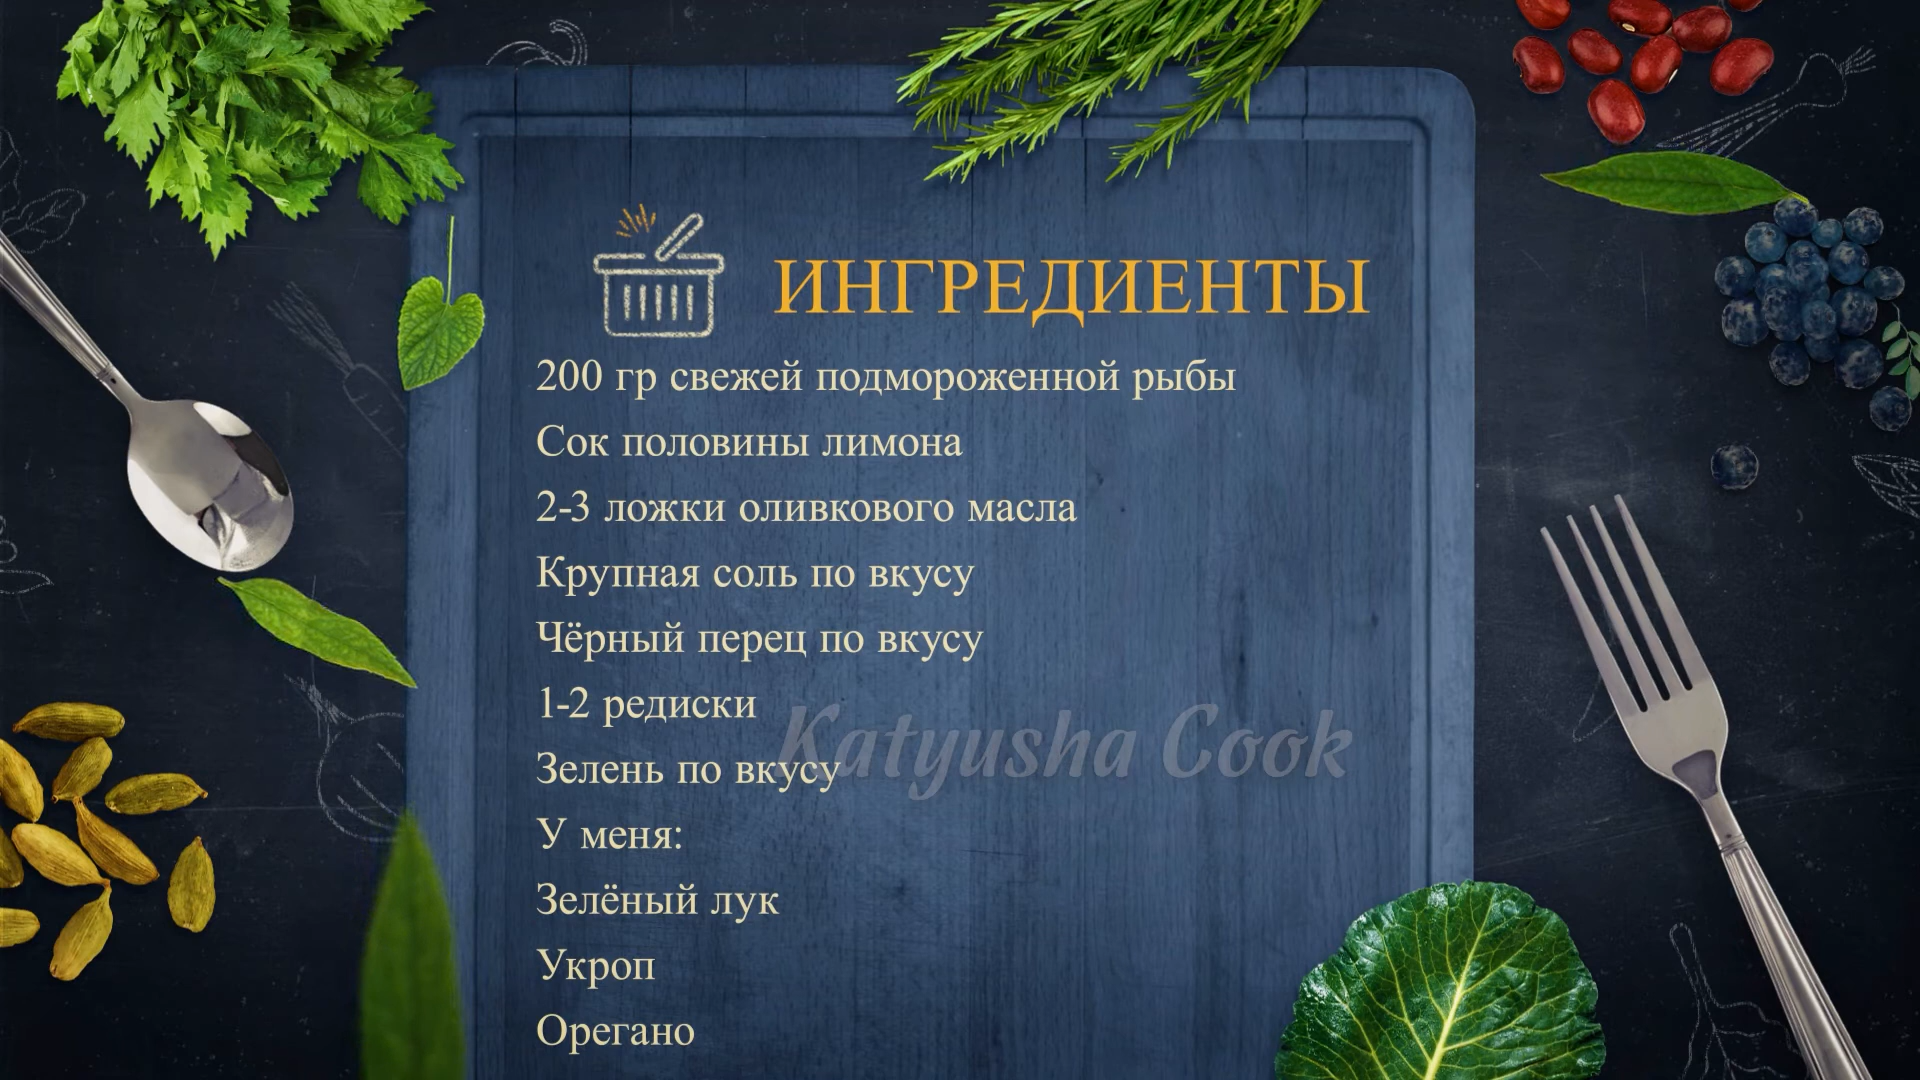 ИНГРЕДИЕНТЫ
200 гр свежей подмороженной рыбы
Сок половины лимона
2-3 ложки оливкового масла
Крупная соль по вкусу
Чёрный перец по вкусу
1-2 редиски
Katyusha Cook
Зелень по вкусу
У меня:
Зелёный лук
Укроп
Орегано